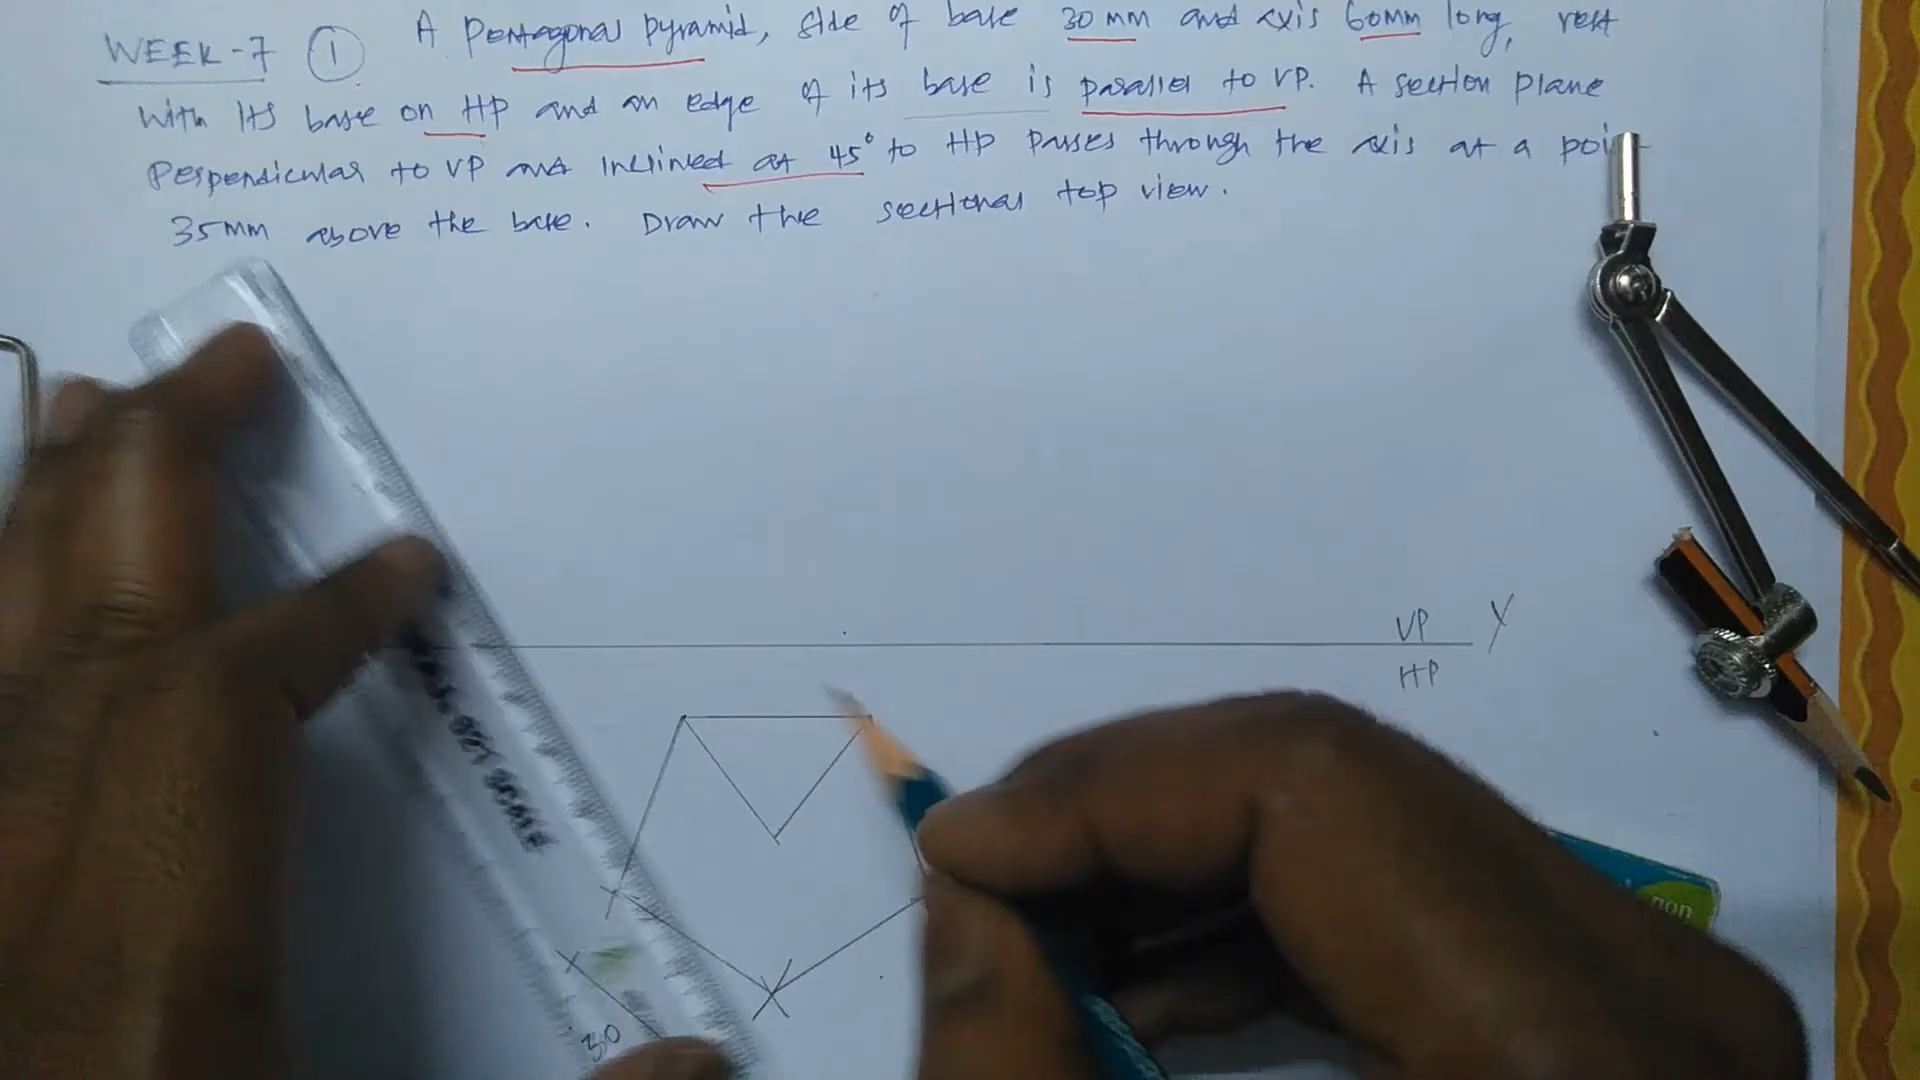 WEEK-7 ① A Pentagonal Pyramid, side of base 30 mm and axis 60mm long, rest
with its base on HP and an edge of its base is parallel to VP. A section plane
Perpendicular to VP and inclined at 45° to HP passes through the axis at a
35mm above the base. Draw the sectional top view.
VP
Y
HP
30